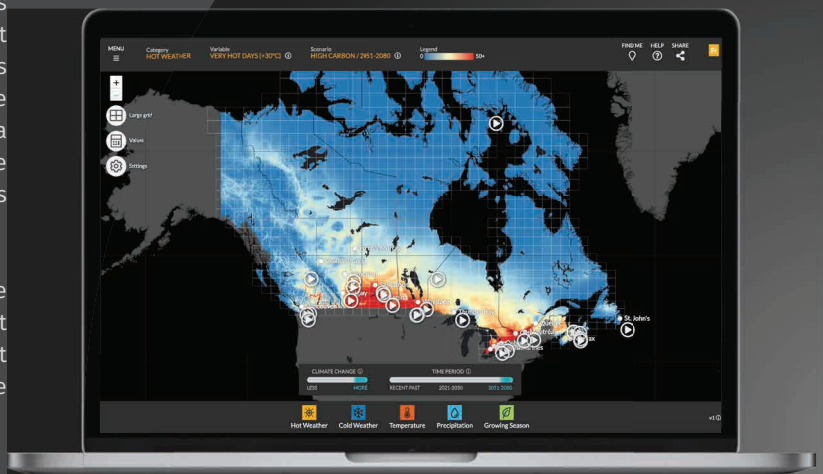 MENU
Category
HOT WEATHER
Variable
VERY HOT DAYS (+30°C)
Scenario
HIGH CARBON / 2051-2080
Legend
0
50+
FIND ME
HELP
SHARE
Fr
+
-
Large grid
Values
Settings
St. John's
CLIMATE CHANGE
LESS
MORE
TIME PERIOD
RECENT PAST
2021-2050
2051-2080
Hot Weather
Cold Weather
Temperature
Precipitation
Growing Season
v1